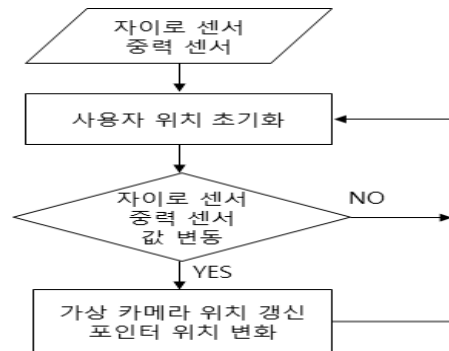 자이로 센서
중력 센서
사용자 위치 초기화
자이로 센서
중력 센서
값 변동
NO
YES
가상 카메라 위치 갱신
포인터 위치 변화